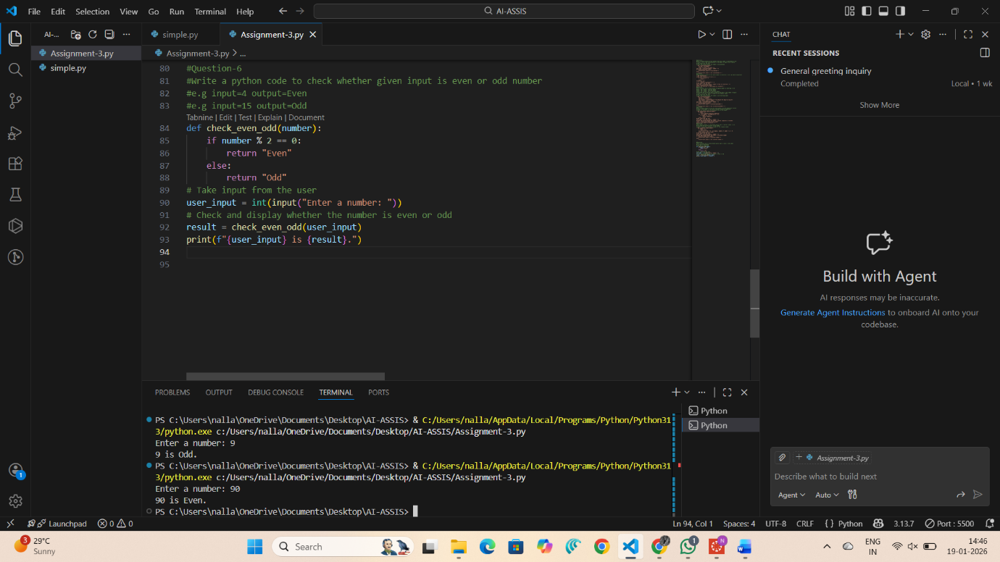 File Edit Selection View Go Run Terminal Help
AI-ASSIS
AI-...
Assignment-3.py
simple.py
simple.py
Assignment-3.py
Assignment-3.py > ...
80 #Question-6
81 #Write a python code to check whether given input is even or odd number
82 #e.g input=4 output=Even
83 #e.g input=15 output=Odd
Tabnine | Edit | Test | Explain | Document
84 def check_even_odd(number):
85 if number % 2 == 0:
86 return "Even"
87 else:
88 return "Odd"
89 # Take input from the user
90 user_input = int(input("Enter a number: "))
91 # Check and display whether the number is even or odd
92 result = check_even_odd(user_input)
93 print(f"{user_input} is {result}.")
94
95
PROBLEMS OUTPUT DEBUG CONSOLE TERMINAL PORTS
PS C:\Users\nalla\OneDrive\Documents\Desktop\AI-ASSIS> & C:/Users/nalla/AppData/Local/Programs/Python/Python31
3/python.exe c:/Users/nalla/OneDrive/Documents/Desktop/AI-ASSIS/Assignment-3.py
Enter a number: 9
9 is Odd.
PS C:\Users\nalla\OneDrive\Documents\Desktop\AI-ASSIS> & C:/Users/nalla/AppData/Local/Programs/Python/Python31
3/python.exe c:/Users/nalla/OneDrive/Documents/Desktop/AI-ASSIS/Assignment-3.py
Enter a number: 90
90 is Even.
PS C:\Users\nalla\OneDrive\Documents\Desktop\AI-ASSIS>
Python
Python
CHAT
RECENT SESSIONS
General greeting inquiry
Completed Local • 1 wk
Show More
Build with Agent
AI responses may be inaccurate.
Generate Agent Instructions to onboard AI onto your
codebase.
Assignment-3.py
Describe what to build next
Agent Auto
1
Launchpad 0 0 Ln 94, Col 1 Spaces: 4 UTF-8 CRLF { } Python 3.13.7 Port : 5500
3
29°C
Sunny
Search
N
1
W
ENG
IN
14:46
19-01-2026